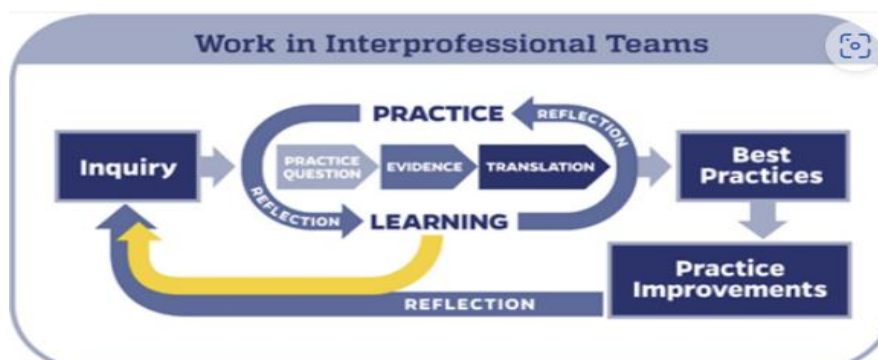 Work in Interprofessional Teams
PRACTICE
REFLECTION
Inquiry
PRACTICE
QUESTION
EVIDENCE
TRANSLATION
Best
Practices
REFLECTION
LEARNING
Practice
Improvements
REFLECTION